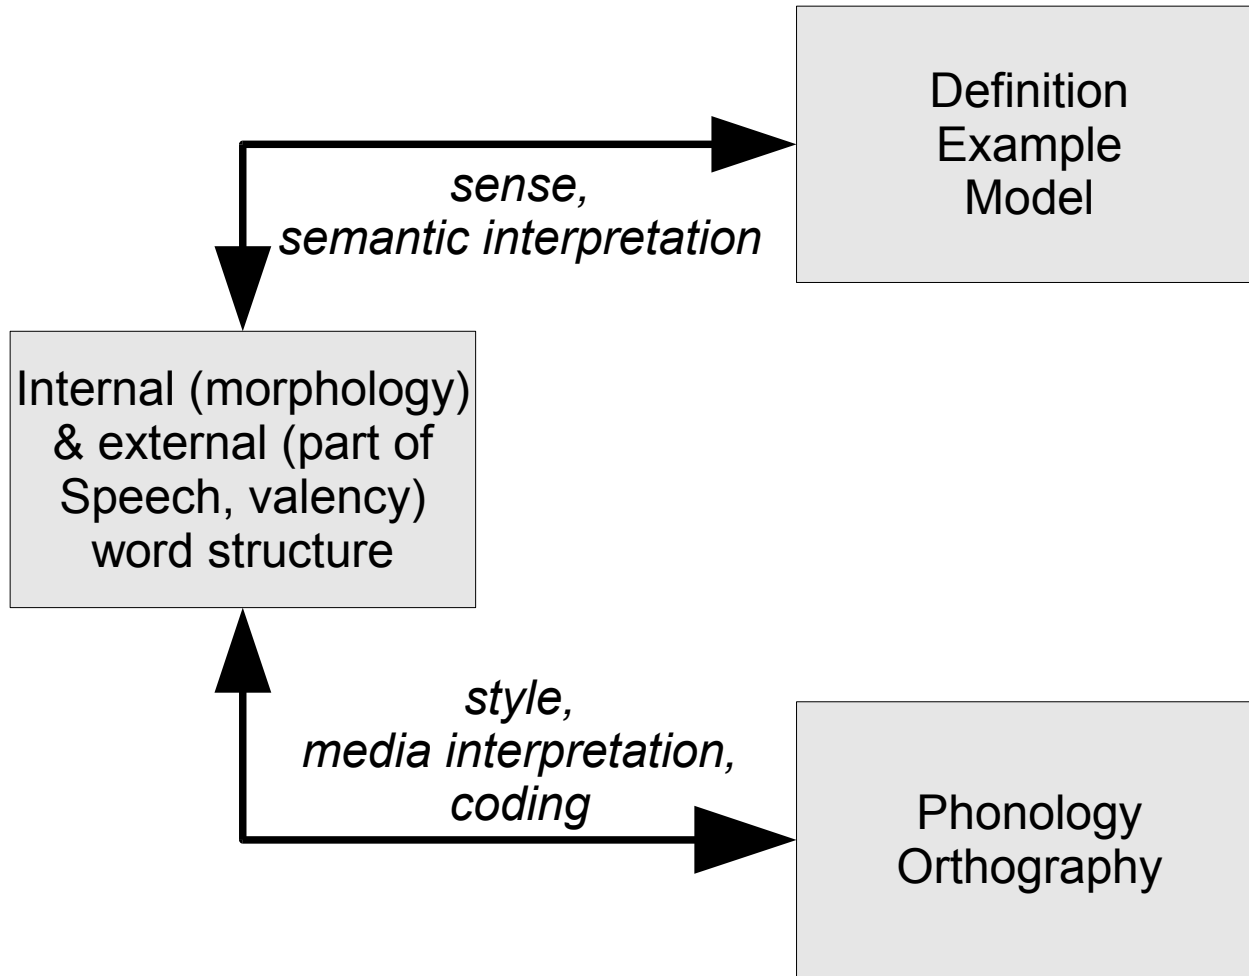 Definition
Example
Model
sense,
semantic interpretation
Internal (morphology)
& external (part of
Speech, valency)
word structure
style,
media interpretation,
coding
Phonology
Orthography